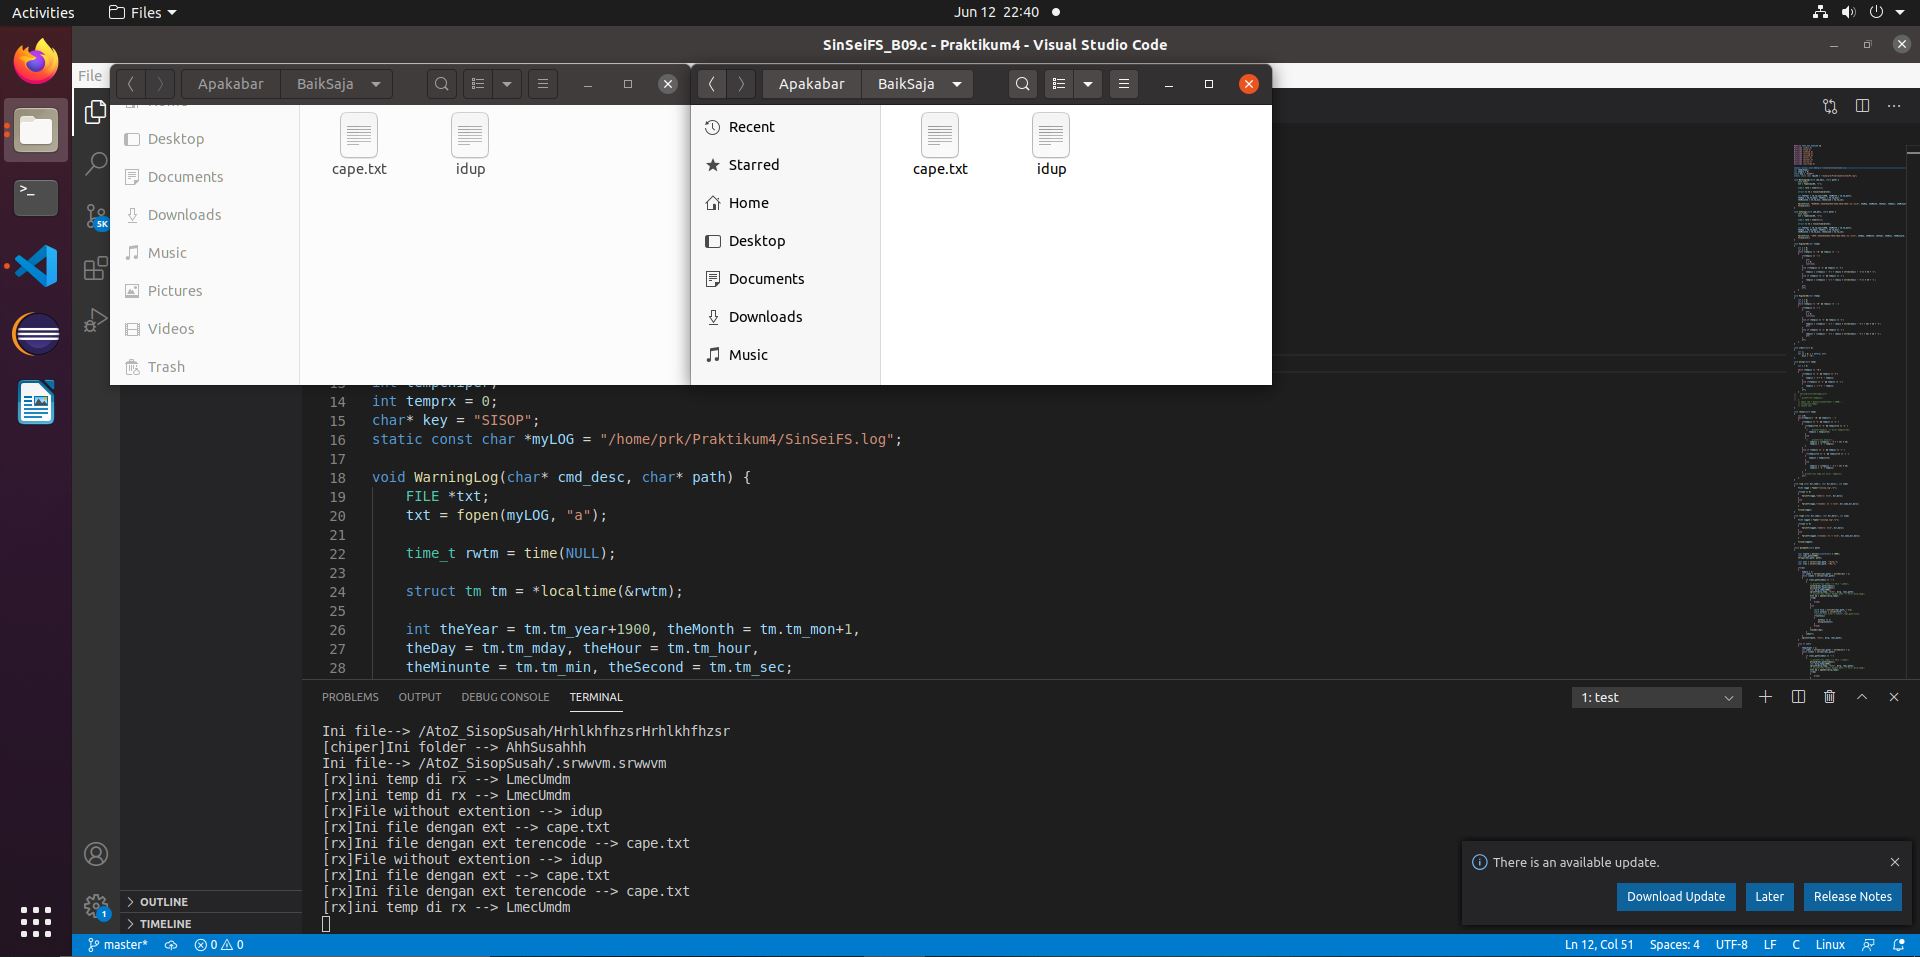 Activities
Files
Jun 12 22:40
SinSeiFS_B09.c - Praktikum4 - Visual Studio Code
File
Apakabar
BaikSaja
Desktop
Documents
Downloads
Music
Pictures
Videos
Trash
cape.txt
idup
Apakabar
BaikSaja
Recent
Starred
Home
Desktop
Documents
Downloads
Music
cape.txt
idup
5K
14 int temprx = 0;
15 char* key = "SISOP";
16 static const char *myLOG = "/home/prk/Praktikum4/SinSeiFS.log";
17
18 void WarningLog(char* cmd_desc, char* path) {
19 FILE *txt;
20 txt = fopen(myLOG, "a");
21
22 time_t rwtm = time(NULL);
23
24 struct tm tm = *localtime(&rwtm);
25
26 int theYear = tm.tm_year+1900, theMonth = tm.tm_mon+1,
27 theDay = tm.tm_mday, theHour = tm.tm_hour,
28 theMinunte = tm.tm_min, theSecond = tm.tm_sec;
PROBLEMS OUTPUT DEBUG CONSOLE TERMINAL
1: test
Ini file--> /AtoZ_SisopSusah/HrhlkhfhzsrHrhlkhfhzsr
[chiper]Ini folder --> AhhSusahhh
Ini file--> /AtoZ_SisopSusah/.srwwvm.srwwvm
[rx]ini temp di rx --> LmecUmdm
[rx]ini temp di rx --> LmecUmdm
[rx]File without extention --> idup
[rx]Ini file dengan ext --> cape.txt
[rx]Ini file dengan ext terencode --> cape.txt
[rx]File without extention --> idup
[rx]Ini file dengan ext --> cape.txt
[rx]Ini file dengan ext terencode --> cape.txt
[rx]ini temp di rx --> LmecUmdm
There is an available update.
Download Update
Later
Release Notes
OUTLINE
TIMELINE
1
master*
0 0
Ln 12, Col 51
Spaces: 4
UTF-8
LF
C
Linux